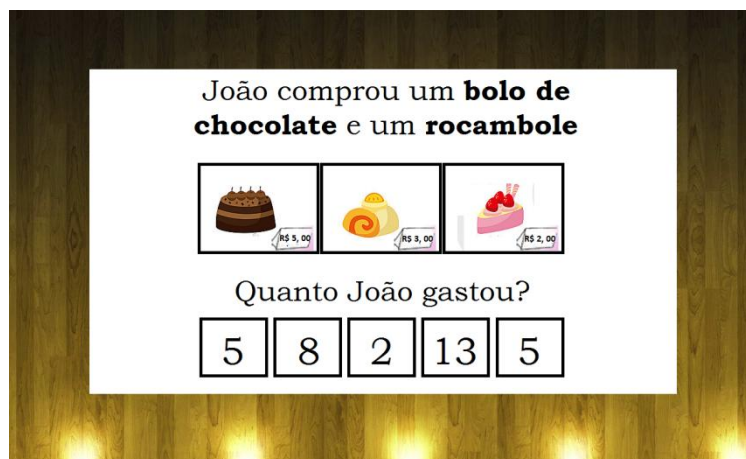 João comprou um bolo de
chocolate e um rocambole
R$ 5, 00 R$ 3, 00 R$ 2, 00
Quanto João gastou?
5 8 2 13 5